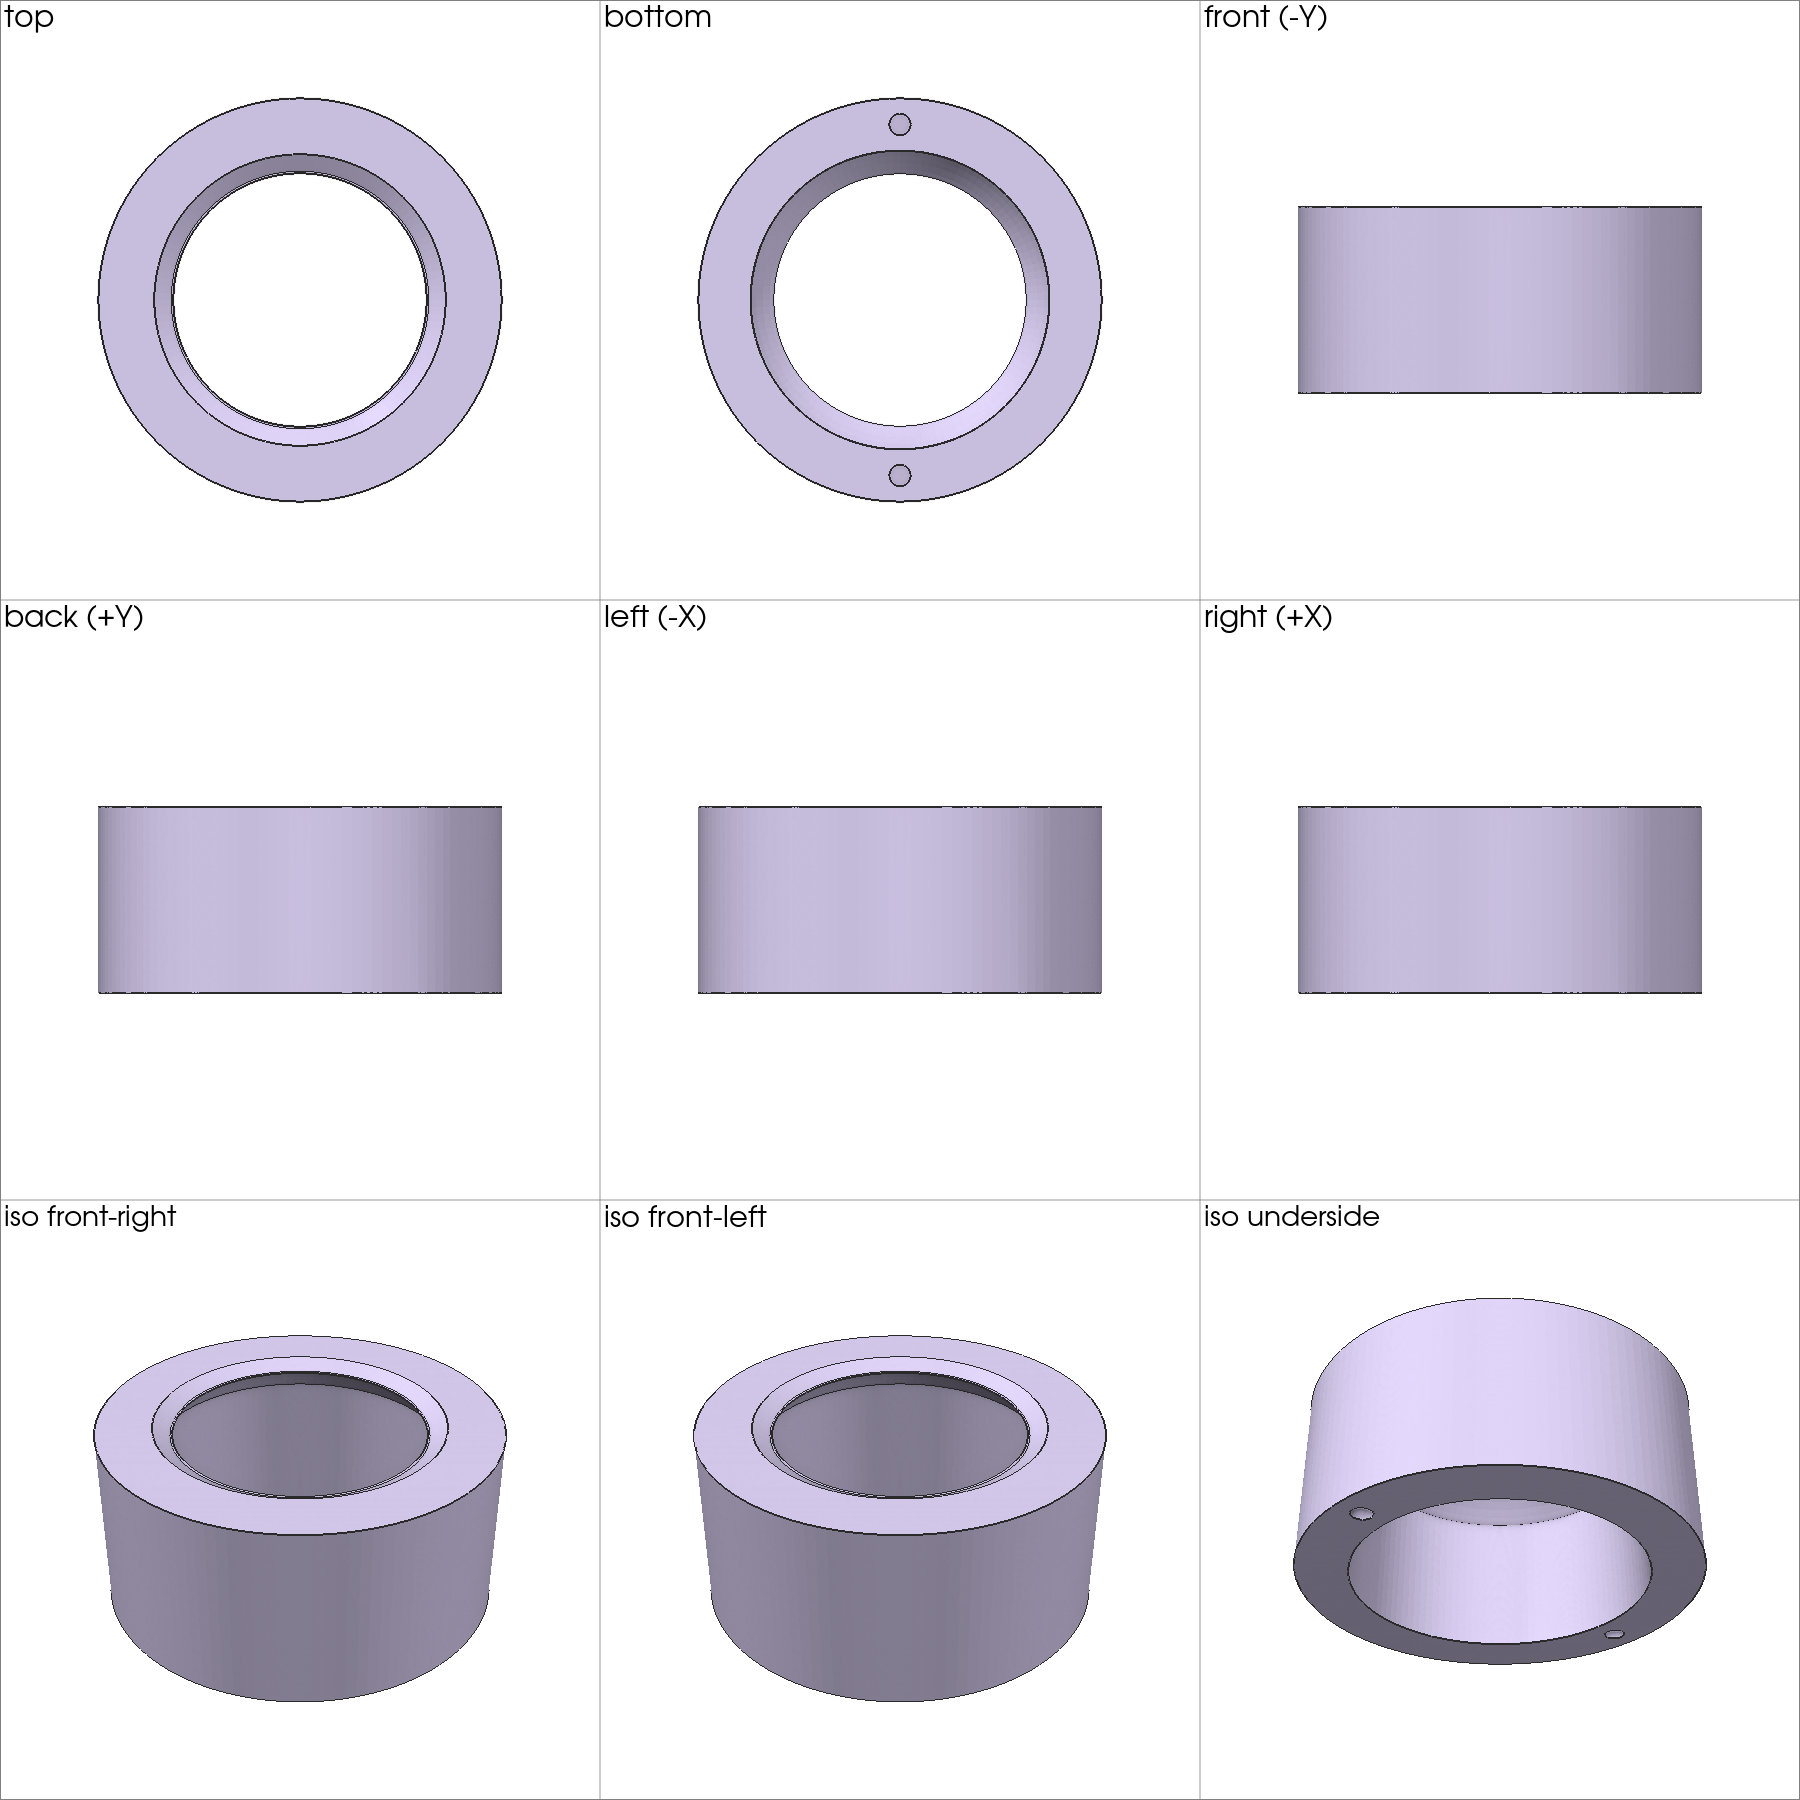 top
bottom
front (-Y)
back (+Y)
left (-X)
right (+X)
iso front-right
iso front-left
iso underside